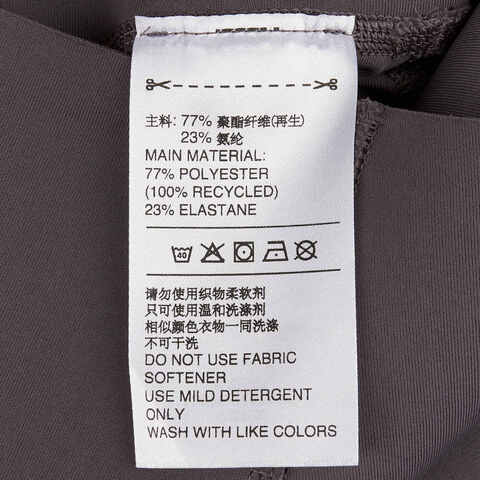 主料: 77% 聚酯纤维(再生)
23% 氨纶
MAIN MATERIAL:
77% POLYESTER
(100% RECYCLED)
23% ELASTANE
40
请勿使用织物柔软剂
只可使用温和洗涤剂
相似颜色衣物一同洗涤
不可干洗
DO NOT USE FABRIC
SOFTENER
USE MILD DETERGENT
ONLY
WASH WITH LIKE COLORS